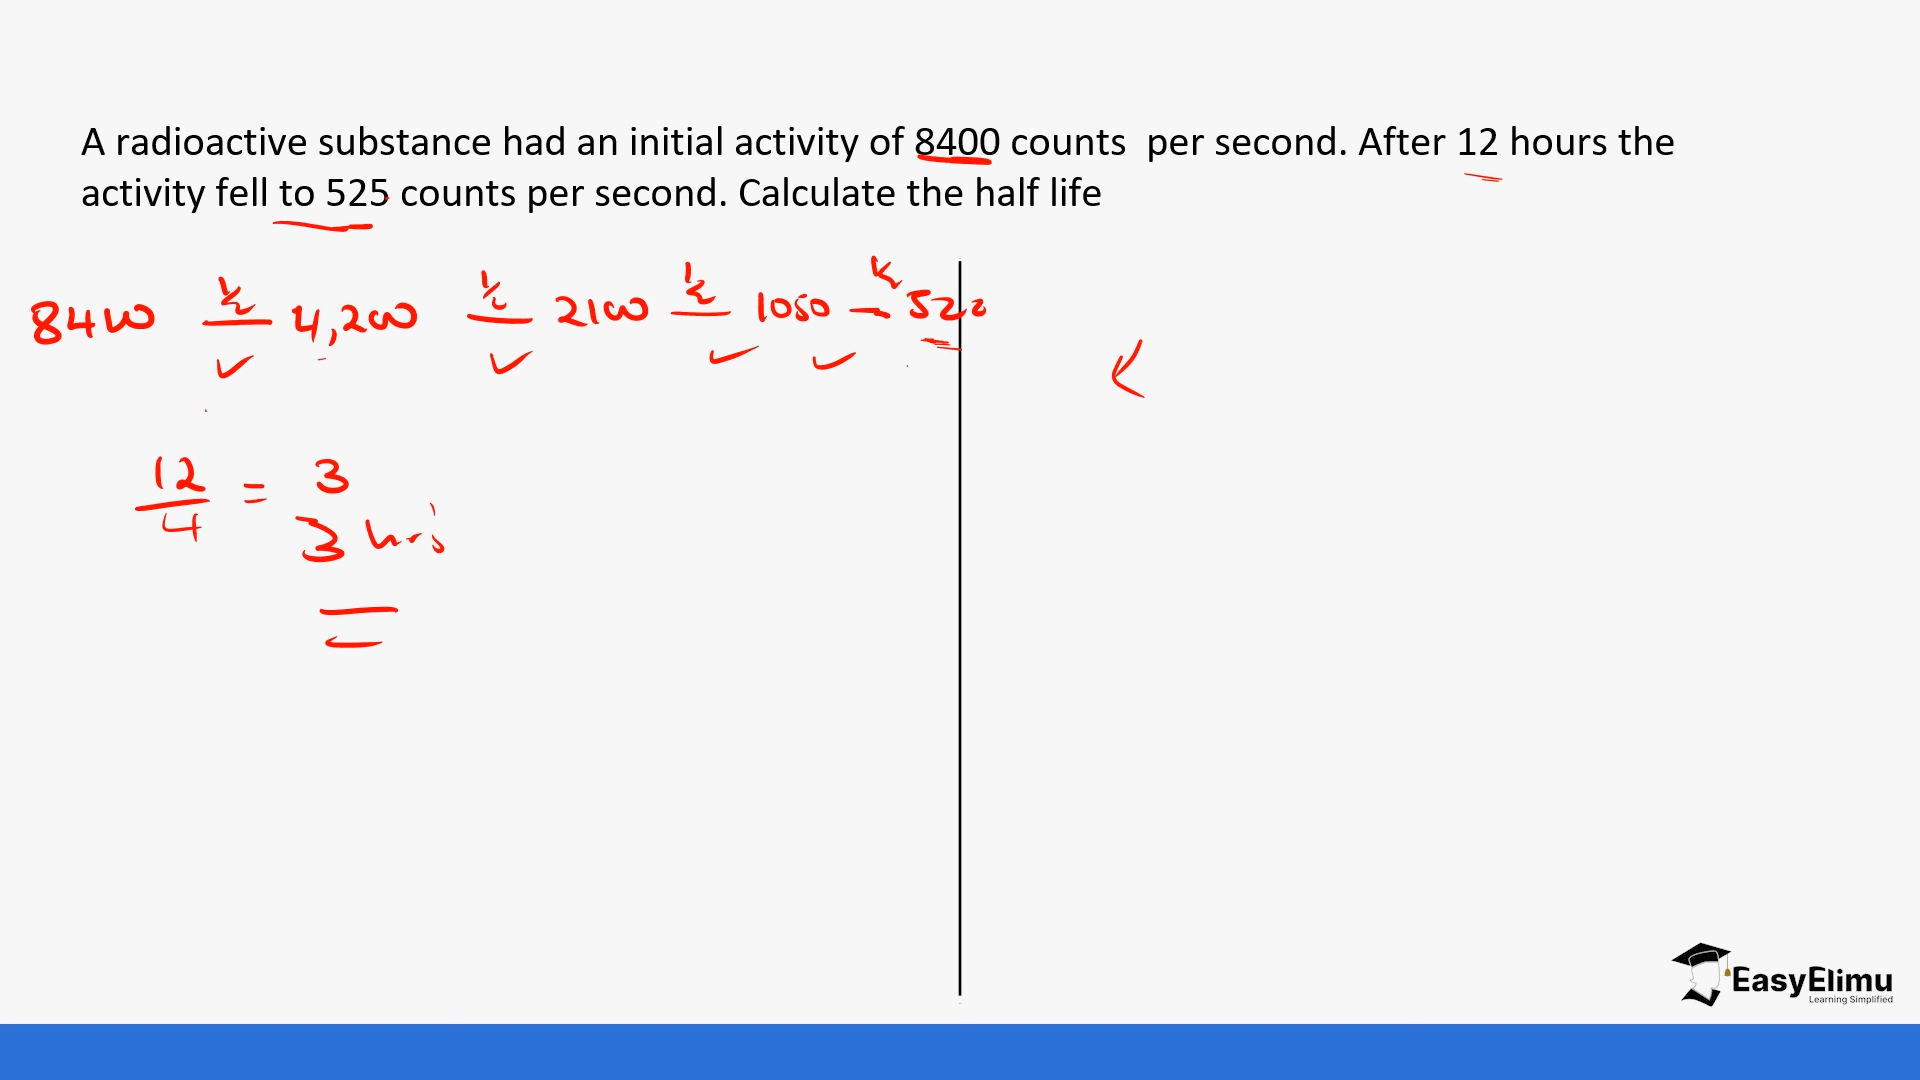 A radioactive substance had an initial activity of 8400 counts per second. After 12 hours the
activity fell to 525 counts per second. Calculate the half life
8400 ½ 4,200 ½ 2100 ½ 1050 ½ 520
12/4 = 3
3 hrs
EasyElimu
Learning Simplified